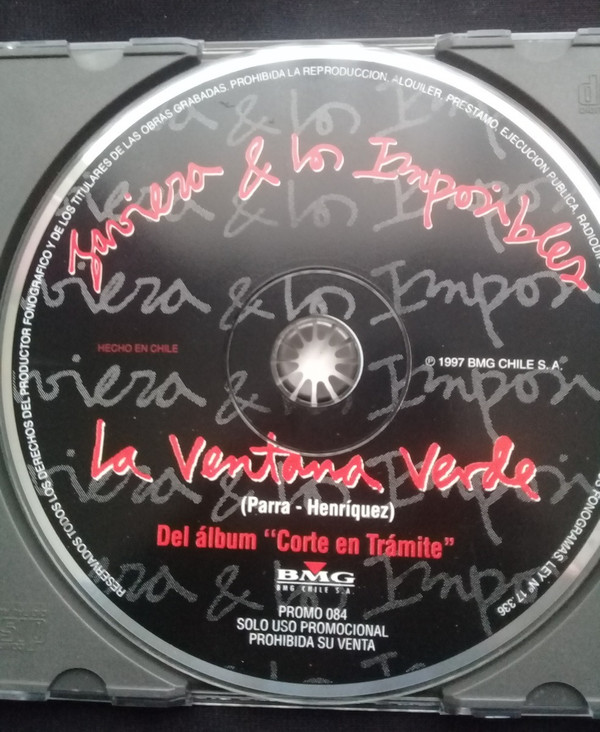 RESERVADOS TODOS LOS DERECHOS DEL PRODUCTOR FONOGRAFICO Y DE LOS TITULARES DE LAS OBRAS GRABADAS. PROHIBIDA LA REPRODUCCION, ALQUILER, PRESTAMO, EJECUCION PUBLICA, FONOGRAMAS. LEY Nº 17.336
Javiera & los Imposibles
HECHO EN CHILE
℗ 1997 BMG CHILE S. A.
La Ventana Verde
(Parra - Henríquez)
Del álbum “Corte en Trámite”
BMG
BMG CHILE S.A.
PROMO 084
SOLO USO PROMOCIONAL
PROHIBIDA SU VENTA